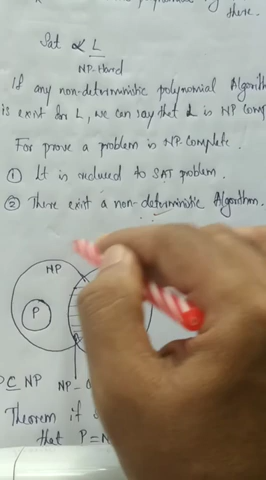 there.
Sat ∝ L
NP-Hard
If any non-deterministic polynomial Algorith
is exist for L, we can say that L is NP Comp
For prove a problem is NP-Complete.
① It is reduced to SAT problem.
② There exist a non-deterministic Algorithm.
NP
P
P ⊆ NP NP-
Theorem if
that P=N